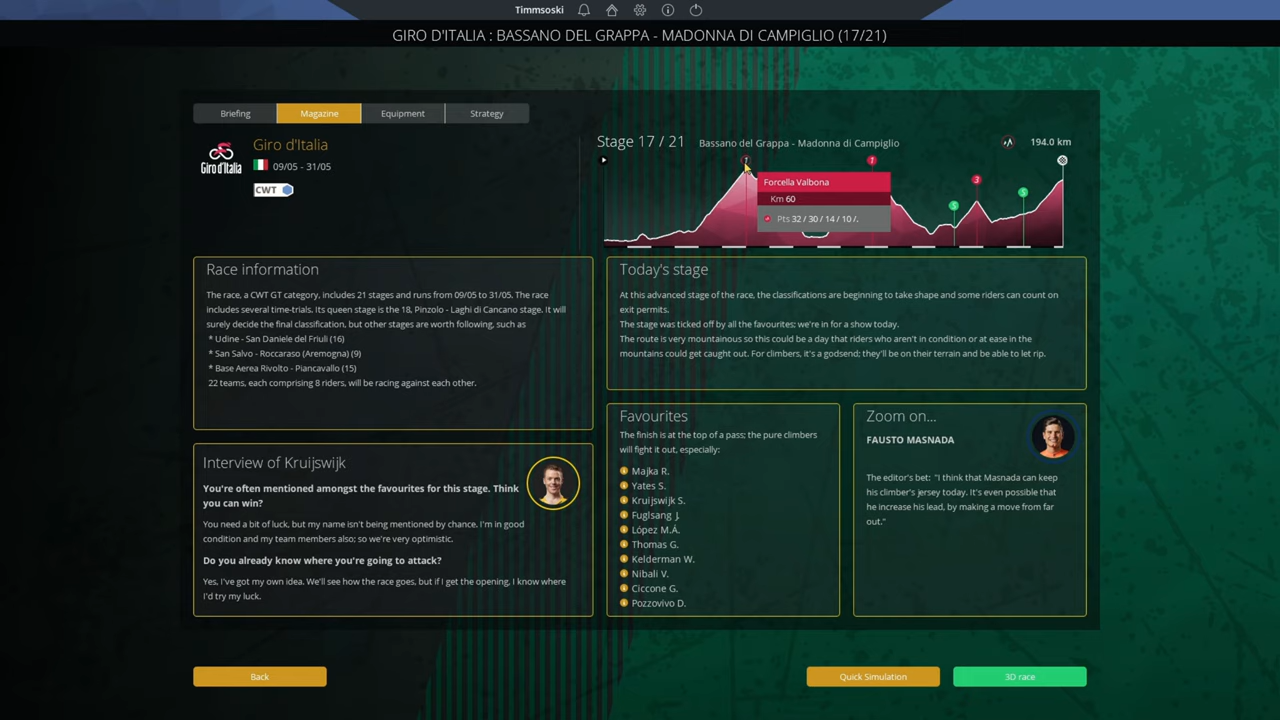 Timmsoski
GIRO D'ITALIA : BASSANO DEL GRAPPA - MADONNA DI CAMPIGLIO (17/21)
Briefing
Magazine
Equipment
Strategy
Giro d'Italia
Giro d'Italia
09/05 - 31/05
CWT
Stage 17 / 21
Bassano del Grappa - Madonna di Campiglio
194.0 km
1
1
3
S
S
Forcella Valbona
Km 60
Pts 32 / 30 / 14 / 10 /.
Race information
The race, a CWT GT category, includes 21 stages and runs from 09/05 to 31/05. The race
includes several time-trials. Its queen stage is the 18, Pinzolo - Laghi di Cancano stage. It will
surely decide the final classification, but other stages are worth following, such as
* Udine - San Daniele del Friuli (16)
* San Salvo - Roccaraso (Aremogna) (9)
* Base Aerea Rivolto - Piancavallo (15)
22 teams, each comprising 8 riders, will be racing against each other.
Today's stage
At this advanced stage of the race, the classifications are beginning to take shape and some riders can count on
exit permits.
The stage was ticked off by all the favourites; we're in for a show today.
The route is very mountainous so this could be a day that riders who aren't in condition or at ease in the
mountains could get caught out. For climbers, it's a godsend; they'll be on their terrain and be able to let rip.
Interview of Kruijswijk
You're often mentioned amongst the favourites for this stage. Think
you can win?
You need a bit of luck, but my name isn't being mentioned by chance. I'm in good
condition and my team members also; so we're very optimistic.
Do you already know where you're going to attack?
Yes, I've got my own idea. We'll see how the race goes, but if I get the opening, I know where
I'd try my luck.
Favourites
The finish is at the top of a pass; the pure climbers
will fight it out, especially:
Majka R.
Yates S.
Kruijswijk S.
Fuglsang J.
López M.Á.
Thomas G.
Kelderman W.
Nibali V.
Ciccone G.
Pozzovivo D.
Zoom on...
FAUSTO MASNADA
The editor's bet: "I think that Masnada can keep
his climber's jersey today. It's even possible that
he increase his lead, by making a move from far
out."
Back
Quick Simulation
3D race